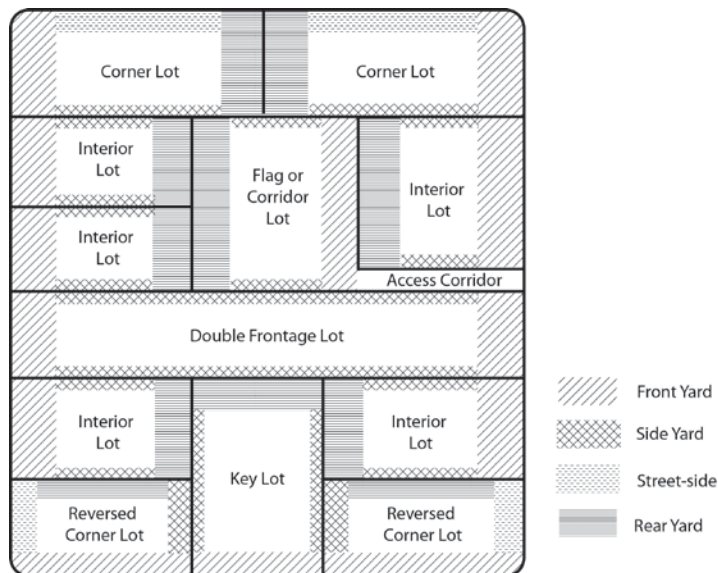 Corner Lot
Corner Lot
Interior
Lot
Flag or
Corridor
Lot
Interior
Lot
Interior
Lot
Access Corridor
Double Frontage Lot
Interior
Lot
Interior
Lot
Key Lot
Reversed
Corner Lot
Reversed
Corner Lot
Front Yard
Side Yard
Street-side
Rear Yard